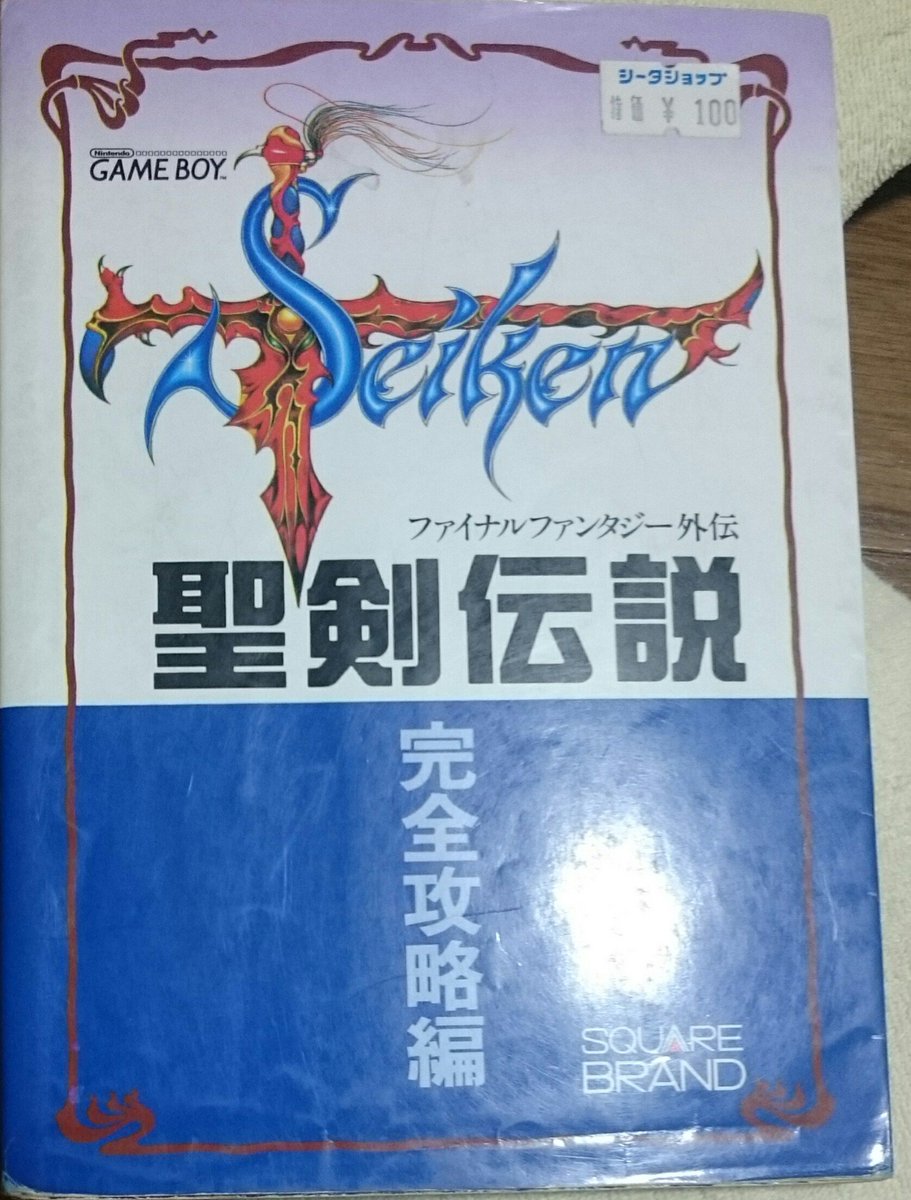 シータショップ
特価 ¥ 100
Nintendo
GAME BOY™
Seiken
ファイナルファンタジー外伝
聖剣伝説
完全攻略編
SQUARE
BRAND